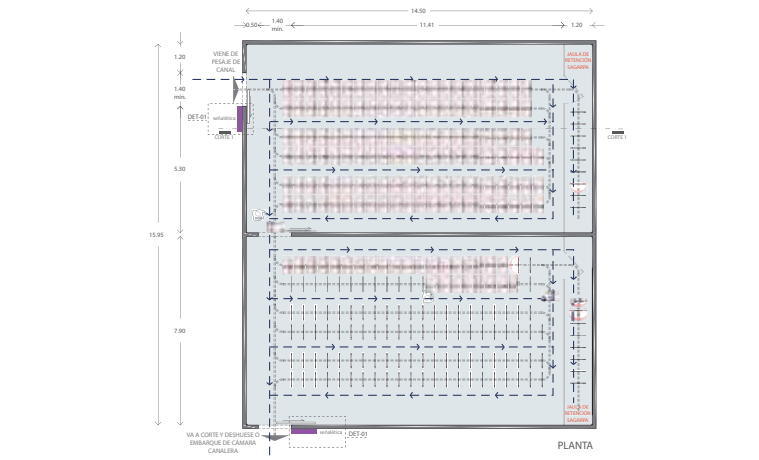 14.50
0.50
1.40
min.
11.41
1.20
VIENE DE
PESAJE DE
CANAL
JAULA DE
RETENCIÓN
SAGARPA
1.20
1.40
min.
DET-01
señalética
CORTE 1
CORTE 1
5.30
15.95
7.90
JAULA DE
RETENCIÓN
SAGARPA
VA A CORTE Y DESHUESE O
EMBARQUE DE CÁMARA
CANALERA
señalética
DET-01
PLANTA